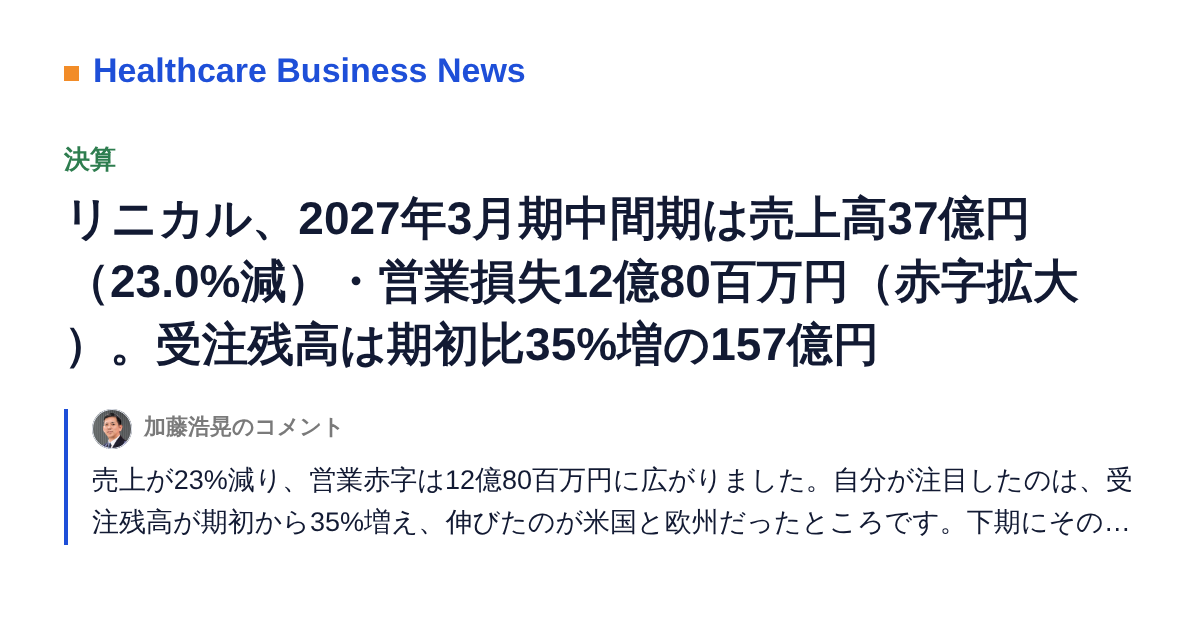 Healthcare Business News
決算
リニカル、2027年3月期中間期は売上高37億円
（23.0%減）・営業損失12億80百万円（赤字拡大
）。受注残高は期初比35%増の157億円
加藤浩晃のコメント
売上が23%減り、営業赤字は12億80百万円に広がりました。自分が注目したのは、受
注残高が期初から35%増え、伸びたのが米国と欧州だったところです。下期にその…